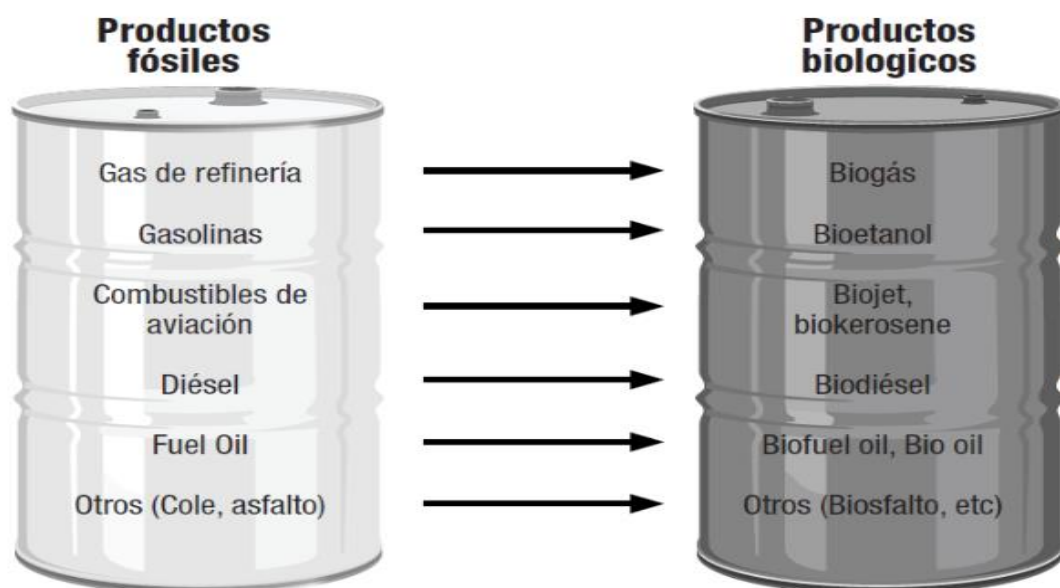 Productos
fósiles
Productos
biologicos
Gas de refinería
Biogás
Gasolinas
Bioetanol
Combustibles de
aviación
Biojet,
biokerosene
Diésel
Biodiésel
Fuel Oil
Biofuel oil, Bio oil
Otros (Cole, asfalto)
Otros (Biosfalto, etc)